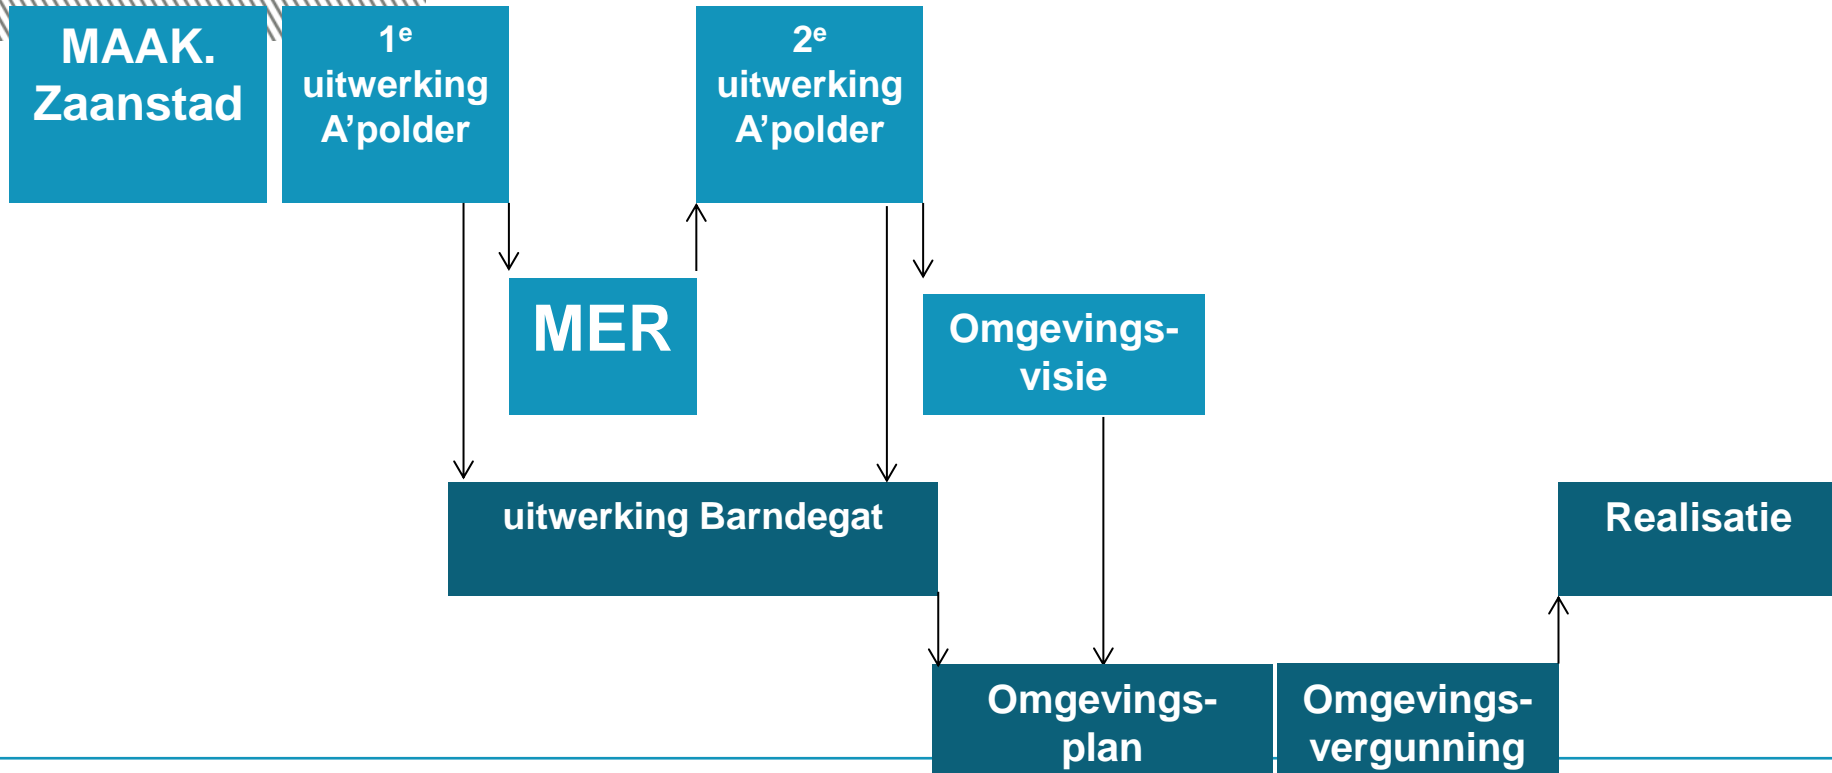 MAAK.
Zaanstad
1e
uitwerking
A’polder
2e
uitwerking
A’polder
MER
Omgevings-
visie
uitwerking Barndegat
Realisatie
Omgevings-
plan
Omgevings-
vergunning